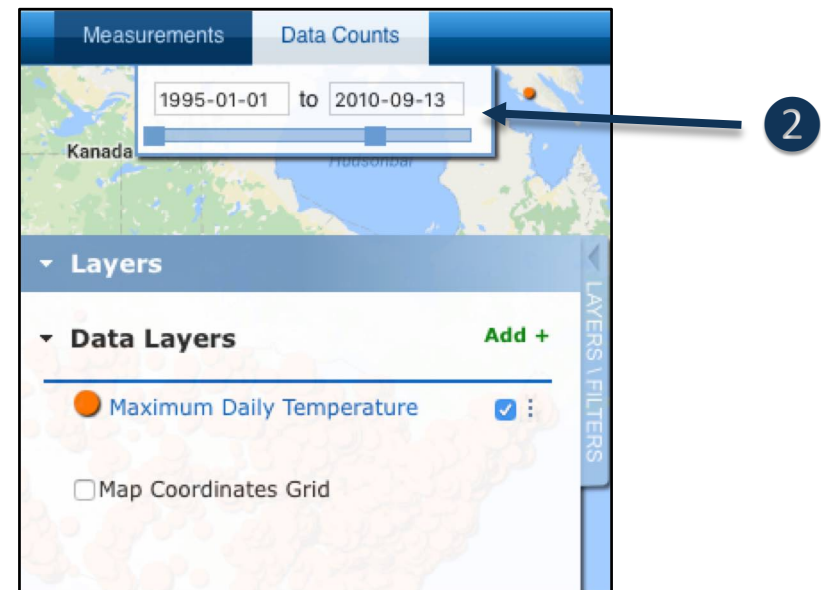 Measurements Data Counts
1995-01-01 to 2010-09-13
2
Kanada
Hudsonbai
Layers
LAYERS \ FILTERS
Data Layers Add +
Maximum Daily Temperature
Map Coordinates Grid